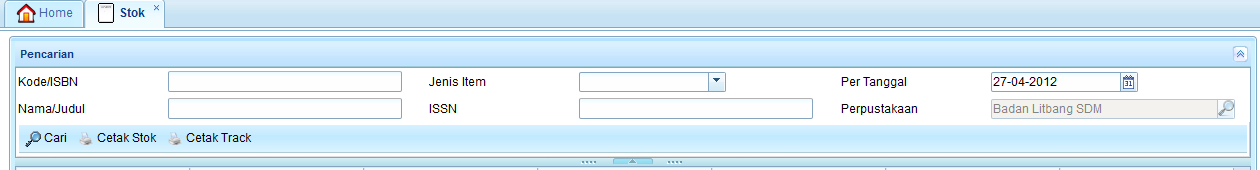 Home Stok
Pencarian
Kode/ISBN Jenis Item Per Tanggal 27-04-2012
Nama/Judul ISSN Perpustakaan Badan Litbang SDM
Cari Cetak Stok Cetak Track